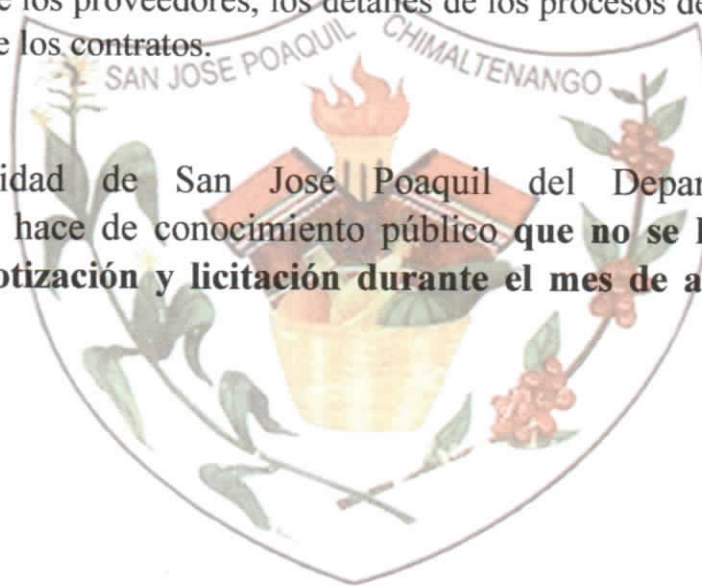 e los proveedores, los detalles de los procesos de
e los contratos.
SAN JOSE POAQUIL CHIMALTENANGO
idad de San José Poaquil del Depar
hace de conocimiento público que no se
otización y licitación durante el mes de a